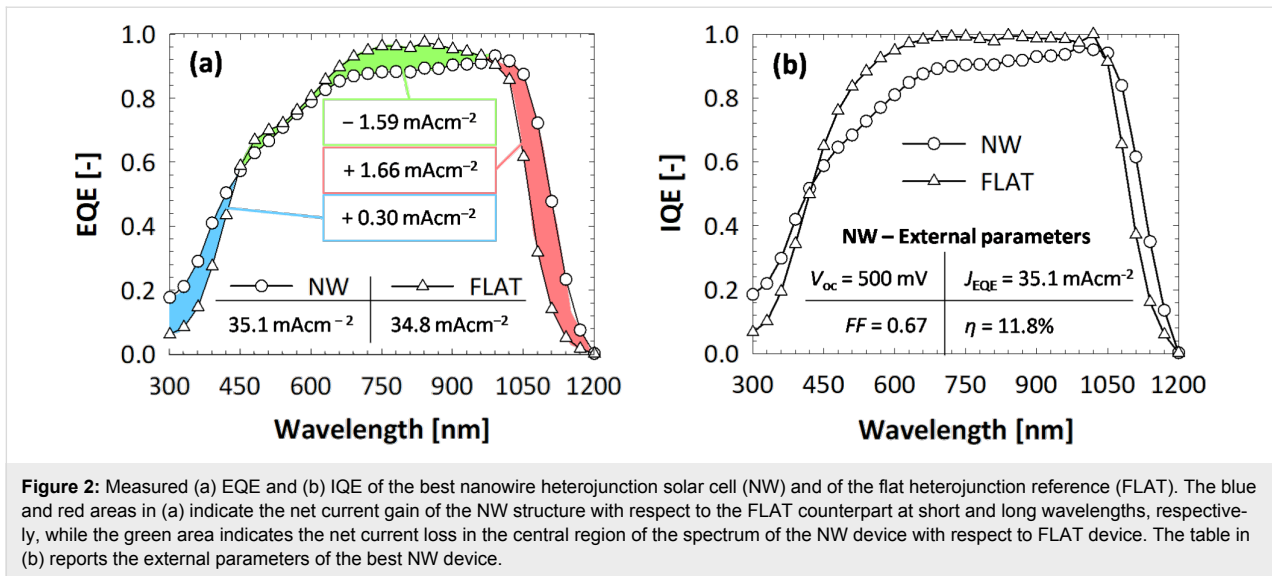 (a)
EQE [-]
1.0
0.8
0.6
0.4
0.2
0.0
− 1.59 mAcm⁻²
+ 1.66 mAcm⁻²
+ 0.30 mAcm⁻²
NW FLAT
35.1 mAcm⁻² 34.8 mAcm⁻²
300 450 600 750 900 1050 1200
Wavelength [nm]
(b)
IQE [-]
1.0
0.8
0.6
0.4
0.2
0.0
NW
FLAT
NW – External parameters
Voc = 500 mV JEQE = 35.1 mAcm⁻²
FF = 0.67 η = 11.8%
300 450 600 750 900 1050 1200
Wavelength [nm]
Figure 2: Measured (a) EQE and (b) IQE of the best nanowire heterojunction solar cell (NW) and of the flat heterojunction reference (FLAT). The blue
and red areas in (a) indicate the net current gain of the NW structure with respect to the FLAT counterpart at short and long wavelengths, respective-
ly, while the green area indicates the net current loss in the central region of the spectrum of the NW device with respect to FLAT device. The table in
(b) reports the external parameters of the best NW device.